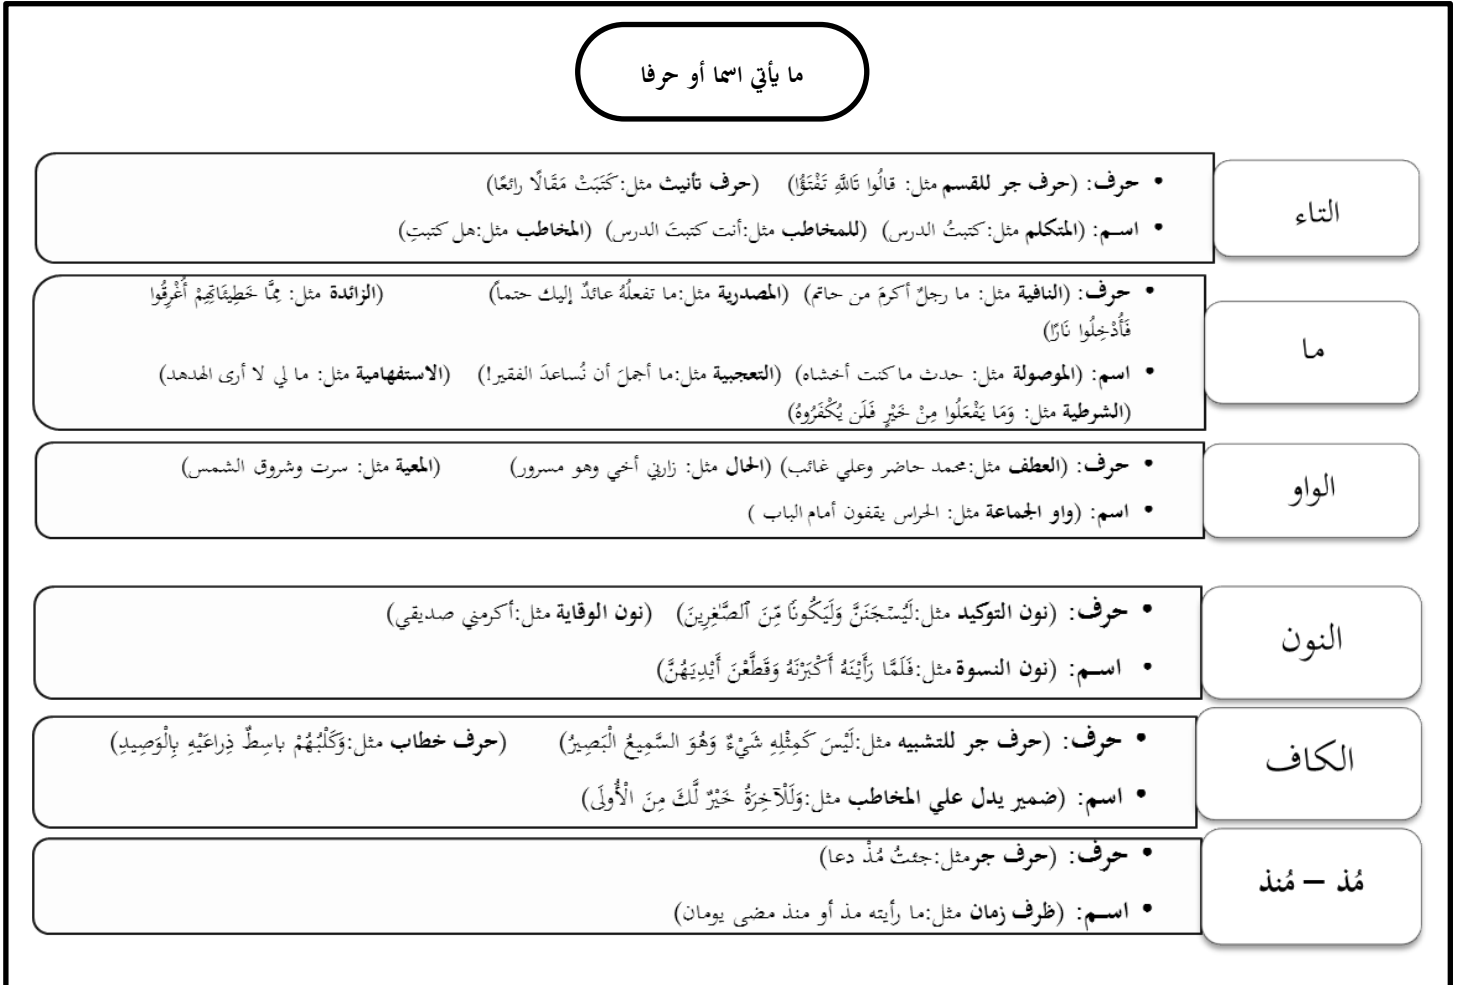 ما يأتي اسما أو حرفا
التاء
• حرف: (حرف جر للقسم مثل: قالُوا تَاللَّهِ تَفْتَؤُا) (حرف تأنيث مثل:كَتَبَتْ مَقَالًا رائعًا)
• اسـم: (المتكلم مثل:كتبتُ الدرس) (للمخاطب مثل:أنت كتبتَ الدرس) (المخاطب مثل:هل كتبتِ)
ما
• حرف: (النافية مثل: ما رجلٌ أكرمَ من حاتم) (المصدرية مثل:ما تفعلُهُ عائدٌ إليك حتماً) (الزائدة مثل: مِمَّا خَطِيئَاتِهِمْ أُغْرِقُوا
فَأُدْخِلُوا نَارًا)
• اسم: (الموصولة مثل: حدث ماكنت أخشاه) (التعجبية مثل:ما أجملَ أن نُساعدَ الفقير!) (الاستفهامية مثل: ما لي لا أرى الهدهد)
(الشرطية مثل: وَمَا يَفْعَلُوا مِنْ خَيْرٍ فَلَن يُكْفَرُوهُ)
الواو
• حرف: (العطف مثل:محمد حاضر وعلي غائب) (الحال مثل: زارني أخي وهو مسرور) (المعية مثل: سرت وشروق الشمس)
• اسم: (واو الجماعة مثل: الحراس يقفون أمام الباب )
النون
• حرف: (نون التوكيد مثل:لَيُسْجَنَنَّ وَلَيَكُونًا مِّنَ ٱلصَّٰغِرِينَ) (نون الوقاية مثل:أكرمني صديقي)
• اسـم: (نون النسوة مثل:فَلَمَّا رَأَيْنَهُ أَكْبَرْنَهُ وَقَطَّعْنَ أَيْدِيَهُنَّ)
الكاف
• حرف: (حرف جر للتشبيه مثل:لَيْسَ كَمِثْلِهِ شَيْءٌ وَهُوَ السَّمِيعُ الْبَصِيرُ) (حرف خطاب مثل:وَكَلْبُهُمْ باسِطٌ ذِراعَيْهِ بِالْوَصِيدِ)
• اسم: (ضمير يدل علي المخاطب مثل:وَلَلْآخِرَةُ خَيْرٌ لَّكَ مِنَ الْأُولَى)
مُذ – مُنذ
• حرف: (حرف جرمثل:جئتُ مُذْ دعا)
• اسـم: (ظرف زمان مثل:ما رأيته مذ أو منذ مضى يومان)